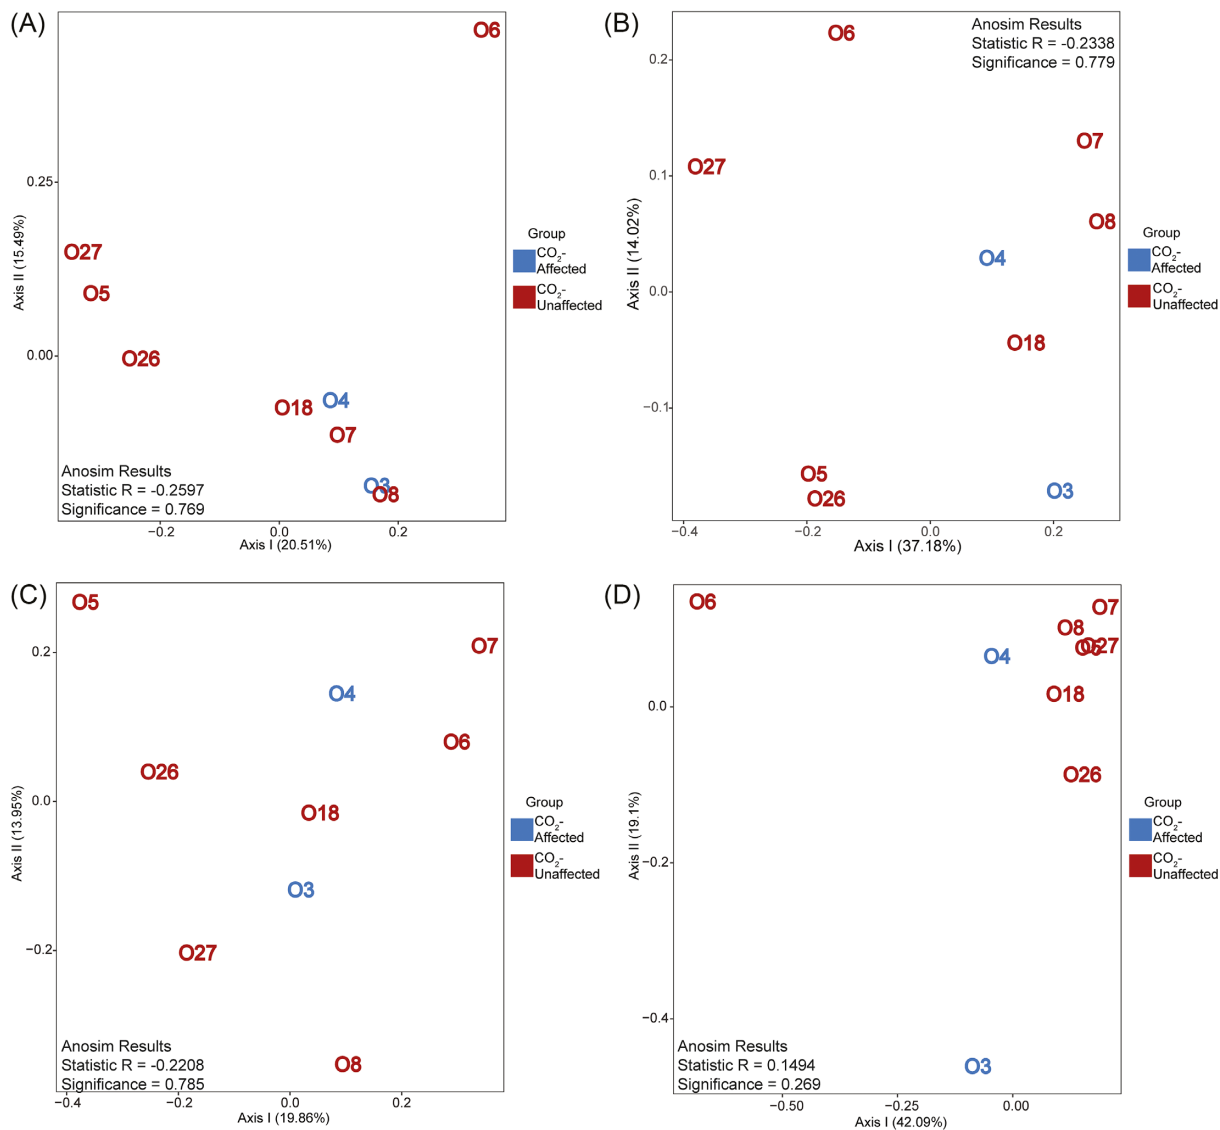 (A)
O6
0.25
O27
O5
0.00
O26
O18
O4
O7
O3
O8
Anosim Results
Statistic R = -0.2597
Significance = 0.769
−0.2
0.0
0.2
Axis I (20.51%)
Axis II (15.49%)
Group
CO2-
Affected
CO2-
Unaffected
(B)
Anosim Results
Statistic R = -0.2338
Significance = 0.779
O6
0.2
O7
O27
0.1
O8
O4
0.0
O18
−0.1
O5
O26
O3
−0.4
−0.2
0.0
0.2
Axis I (37.18%)
Axis II (14.02%)
Group
CO2-
Affected
CO2-
Unaffected
(C)
O5
0.2
O7
O4
O6
O26
0.0
O18
O3
O27
−0.2
O8
Anosim Results
Statistic R = -0.2208
Significance = 0.785
−0.4
−0.2
0.0
0.2
Axis I (19.86%)
Axis II (13.95%)
Group
CO2-
Affected
CO2-
Unaffected
(D)
O6
O7
O8
O5
O27
O4
O18
0.0
O26
−0.2
−0.4
O3
Anosim Results
Statistic R = 0.1494
Significance = 0.269
−0.50
−0.25
0.00
Axis I (42.09%)
Axis II (19.1%)
Group
CO2-
Affected
CO2-
Unaffected